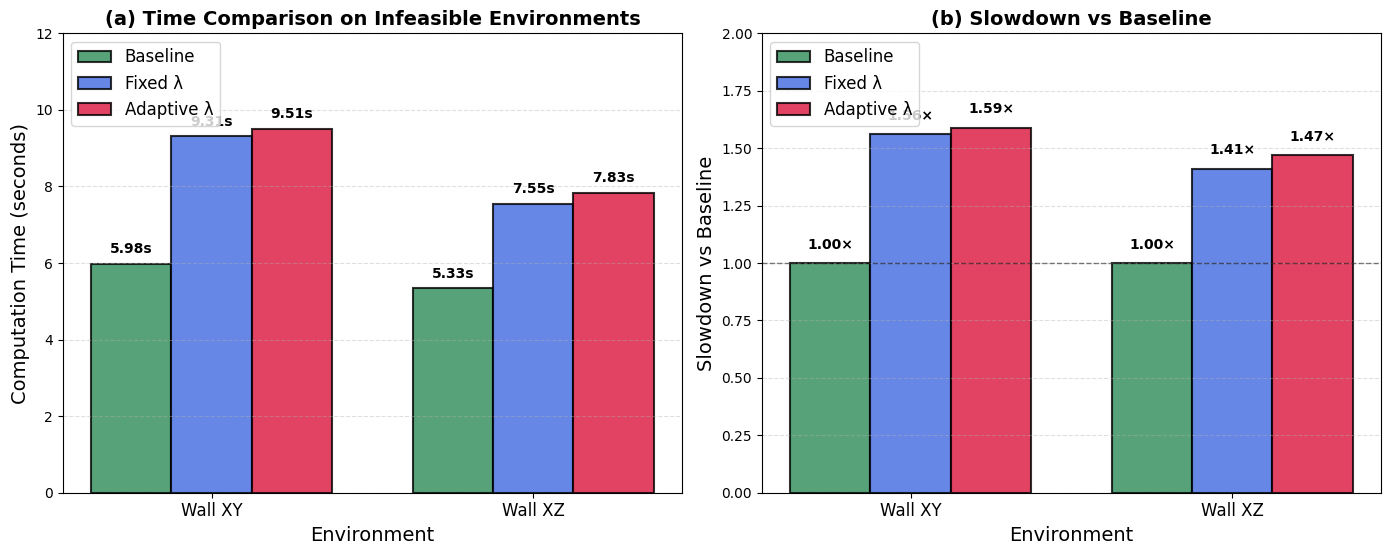 (a) Time Comparison on Infeasible Environments
Computation Time (seconds)
12
10
8
6
4
2
0
Baseline
Fixed λ
Adaptive λ
5.98s
9.31s
9.51s
5.33s
7.55s
7.83s
Wall XY
Wall XZ
Environment
(b) Slowdown vs Baseline
Slowdown vs Baseline
2.00
1.75
1.50
1.25
1.00
0.75
0.50
0.25
0.00
Baseline
Fixed λ
Adaptive λ
1.00×
1.56×
1.59×
1.00×
1.41×
1.47×
Wall XY
Wall XZ
Environment